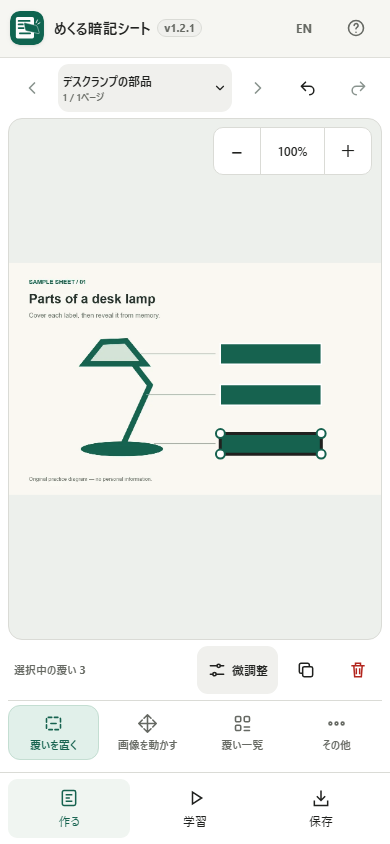 めくる暗記シート v1.2.1 EN
デスクランプの部品
1 / 1ページ
− 100% +
SAMPLE SHEET / 01
Parts of a desk lamp
Cover each label, then reveal it from memory.
Original practice diagram — no personal information.
選択中の覆い 3 微調整
覆いを置く 画像を動かす 覆い一覧 その他
作る 学習 保存